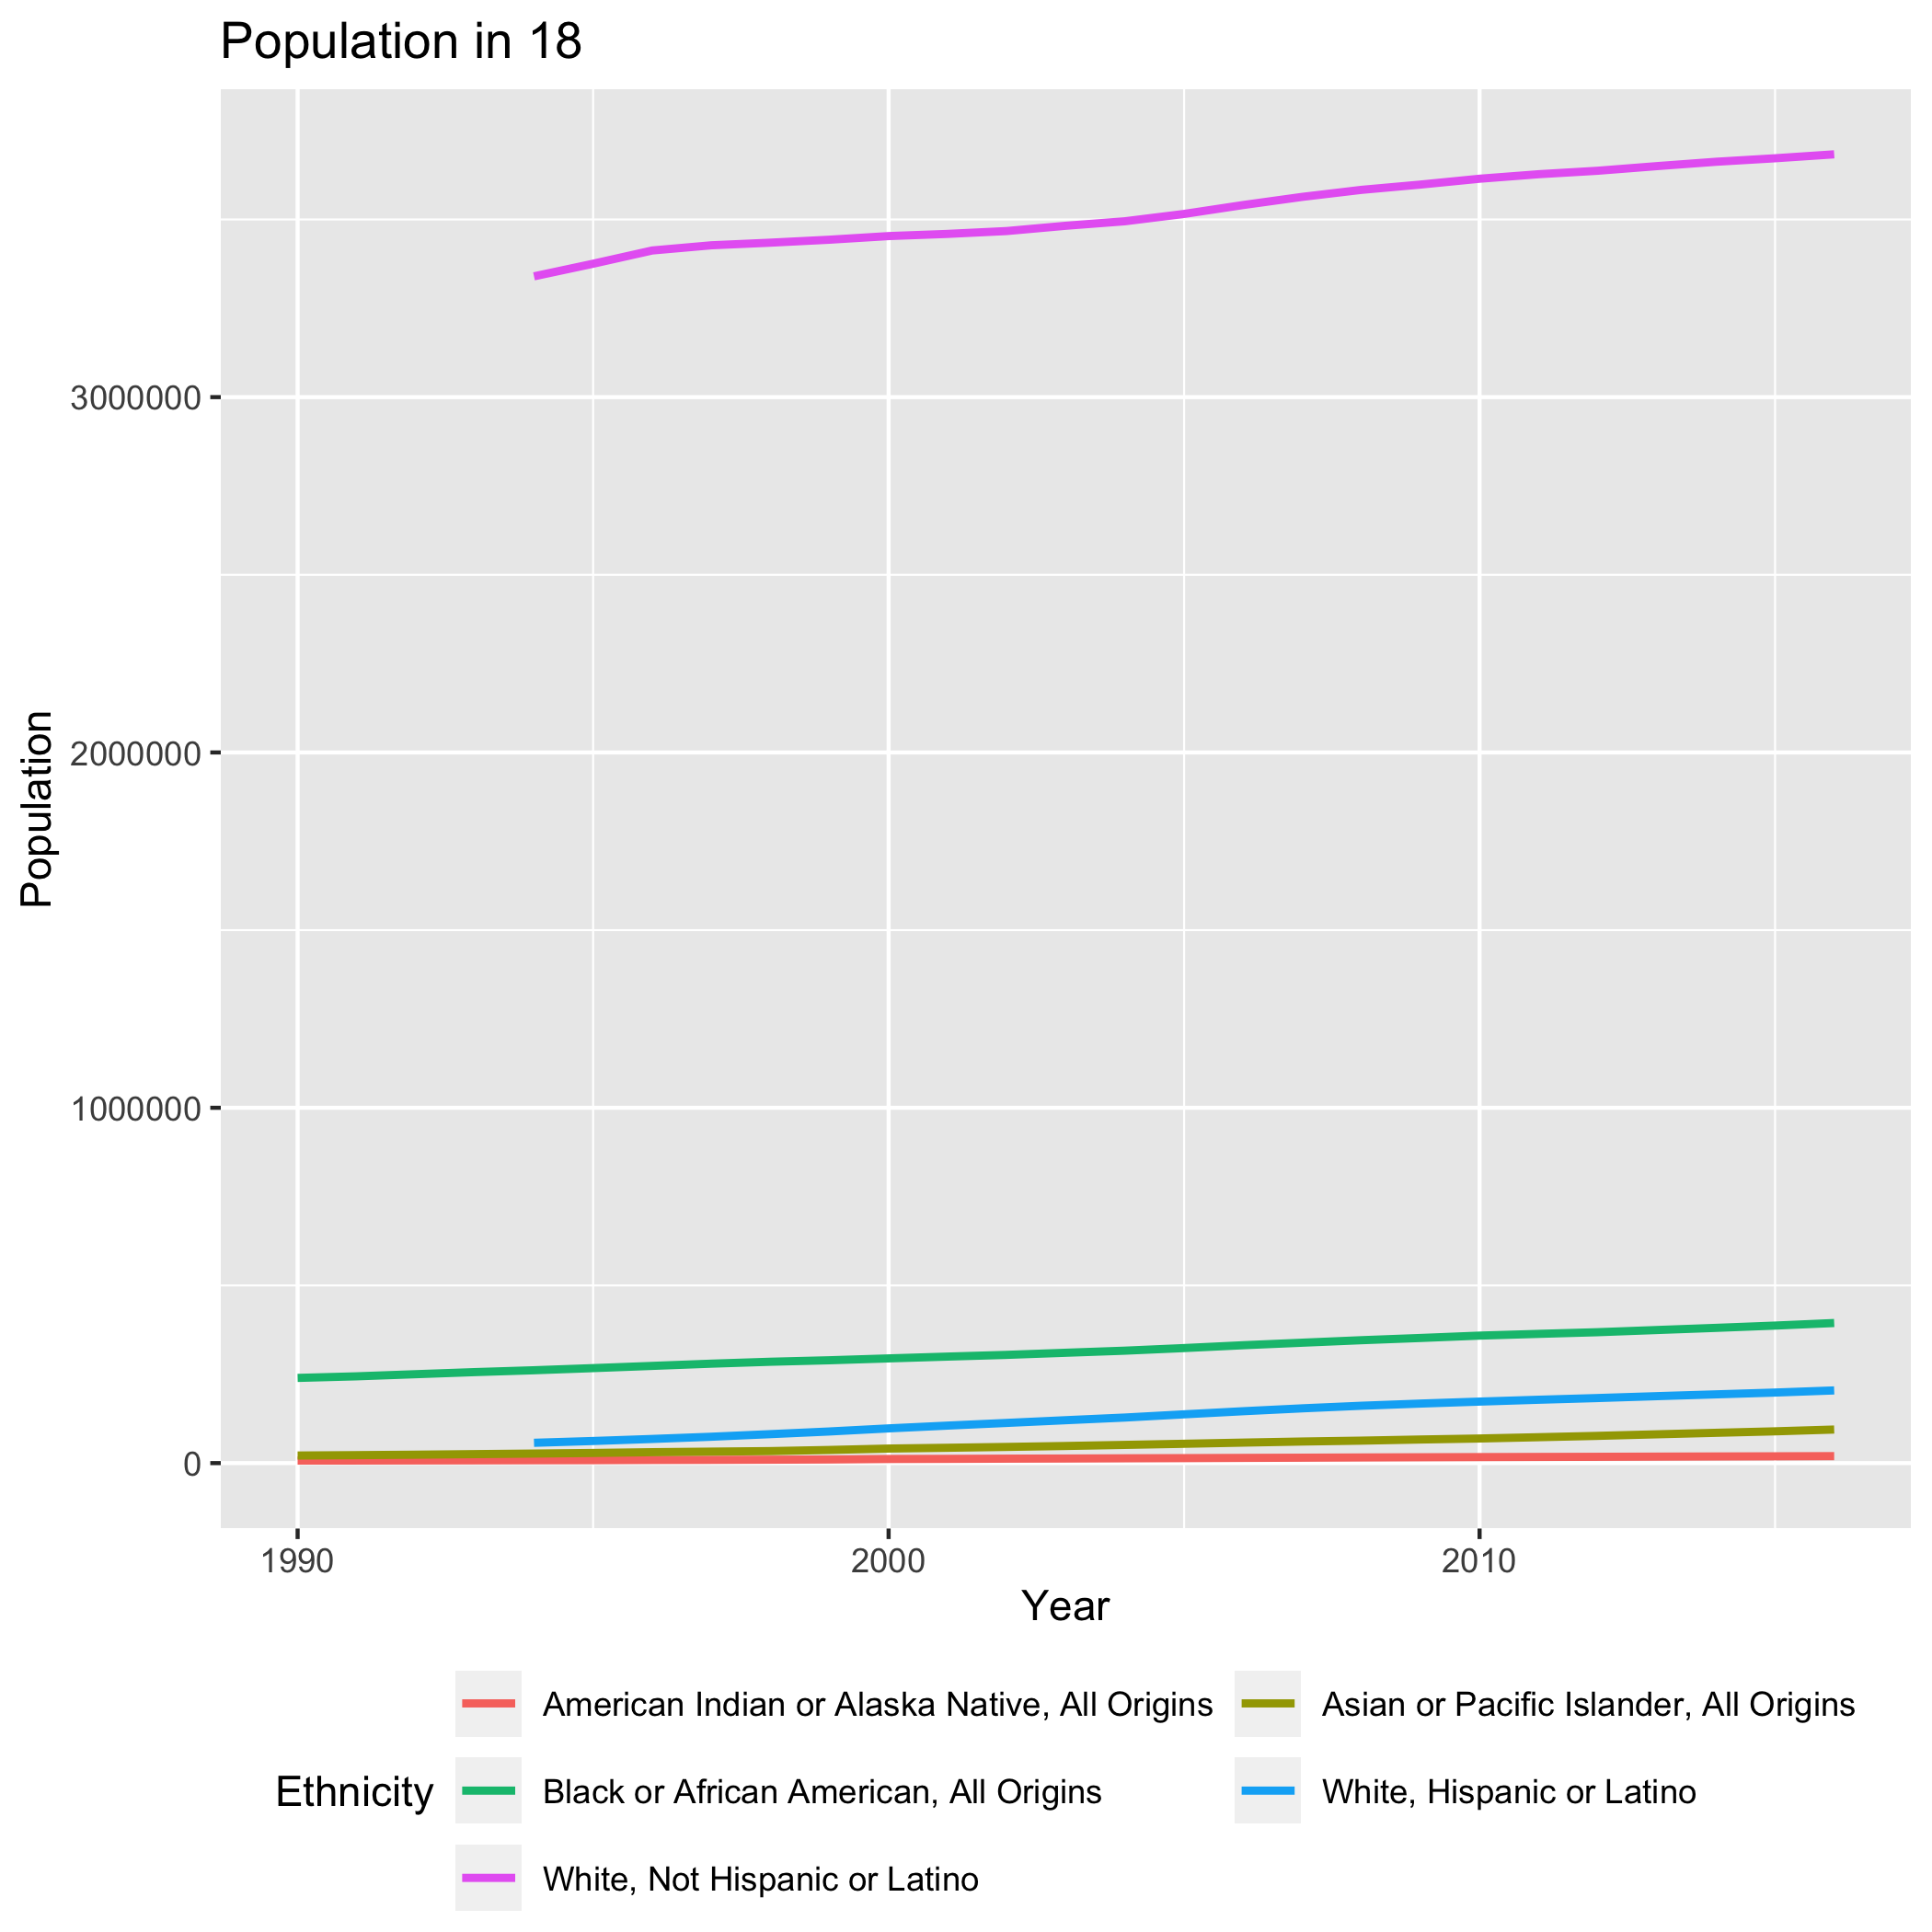 Population in 18
Population
3000000
2000000
1000000
0
1990
2000
2010
Year
Ethnicity
American Indian or Alaska Native, All Origins
Asian or Pacific Islander, All Origins
Black or African American, All Origins
White, Hispanic or Latino
White, Not Hispanic or Latino